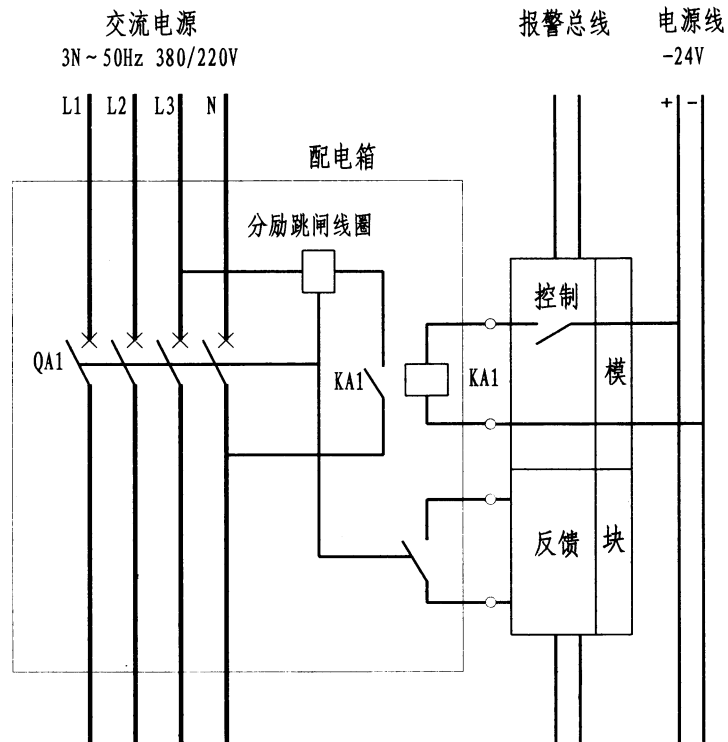 交流电源
3N～50Hz 380/220V
L1 L2 L3 N
报警总线
电源线
-24V
+ -
配电箱
分励跳闸线圈
QA1
KA1
KA1
控制
反馈
模
块